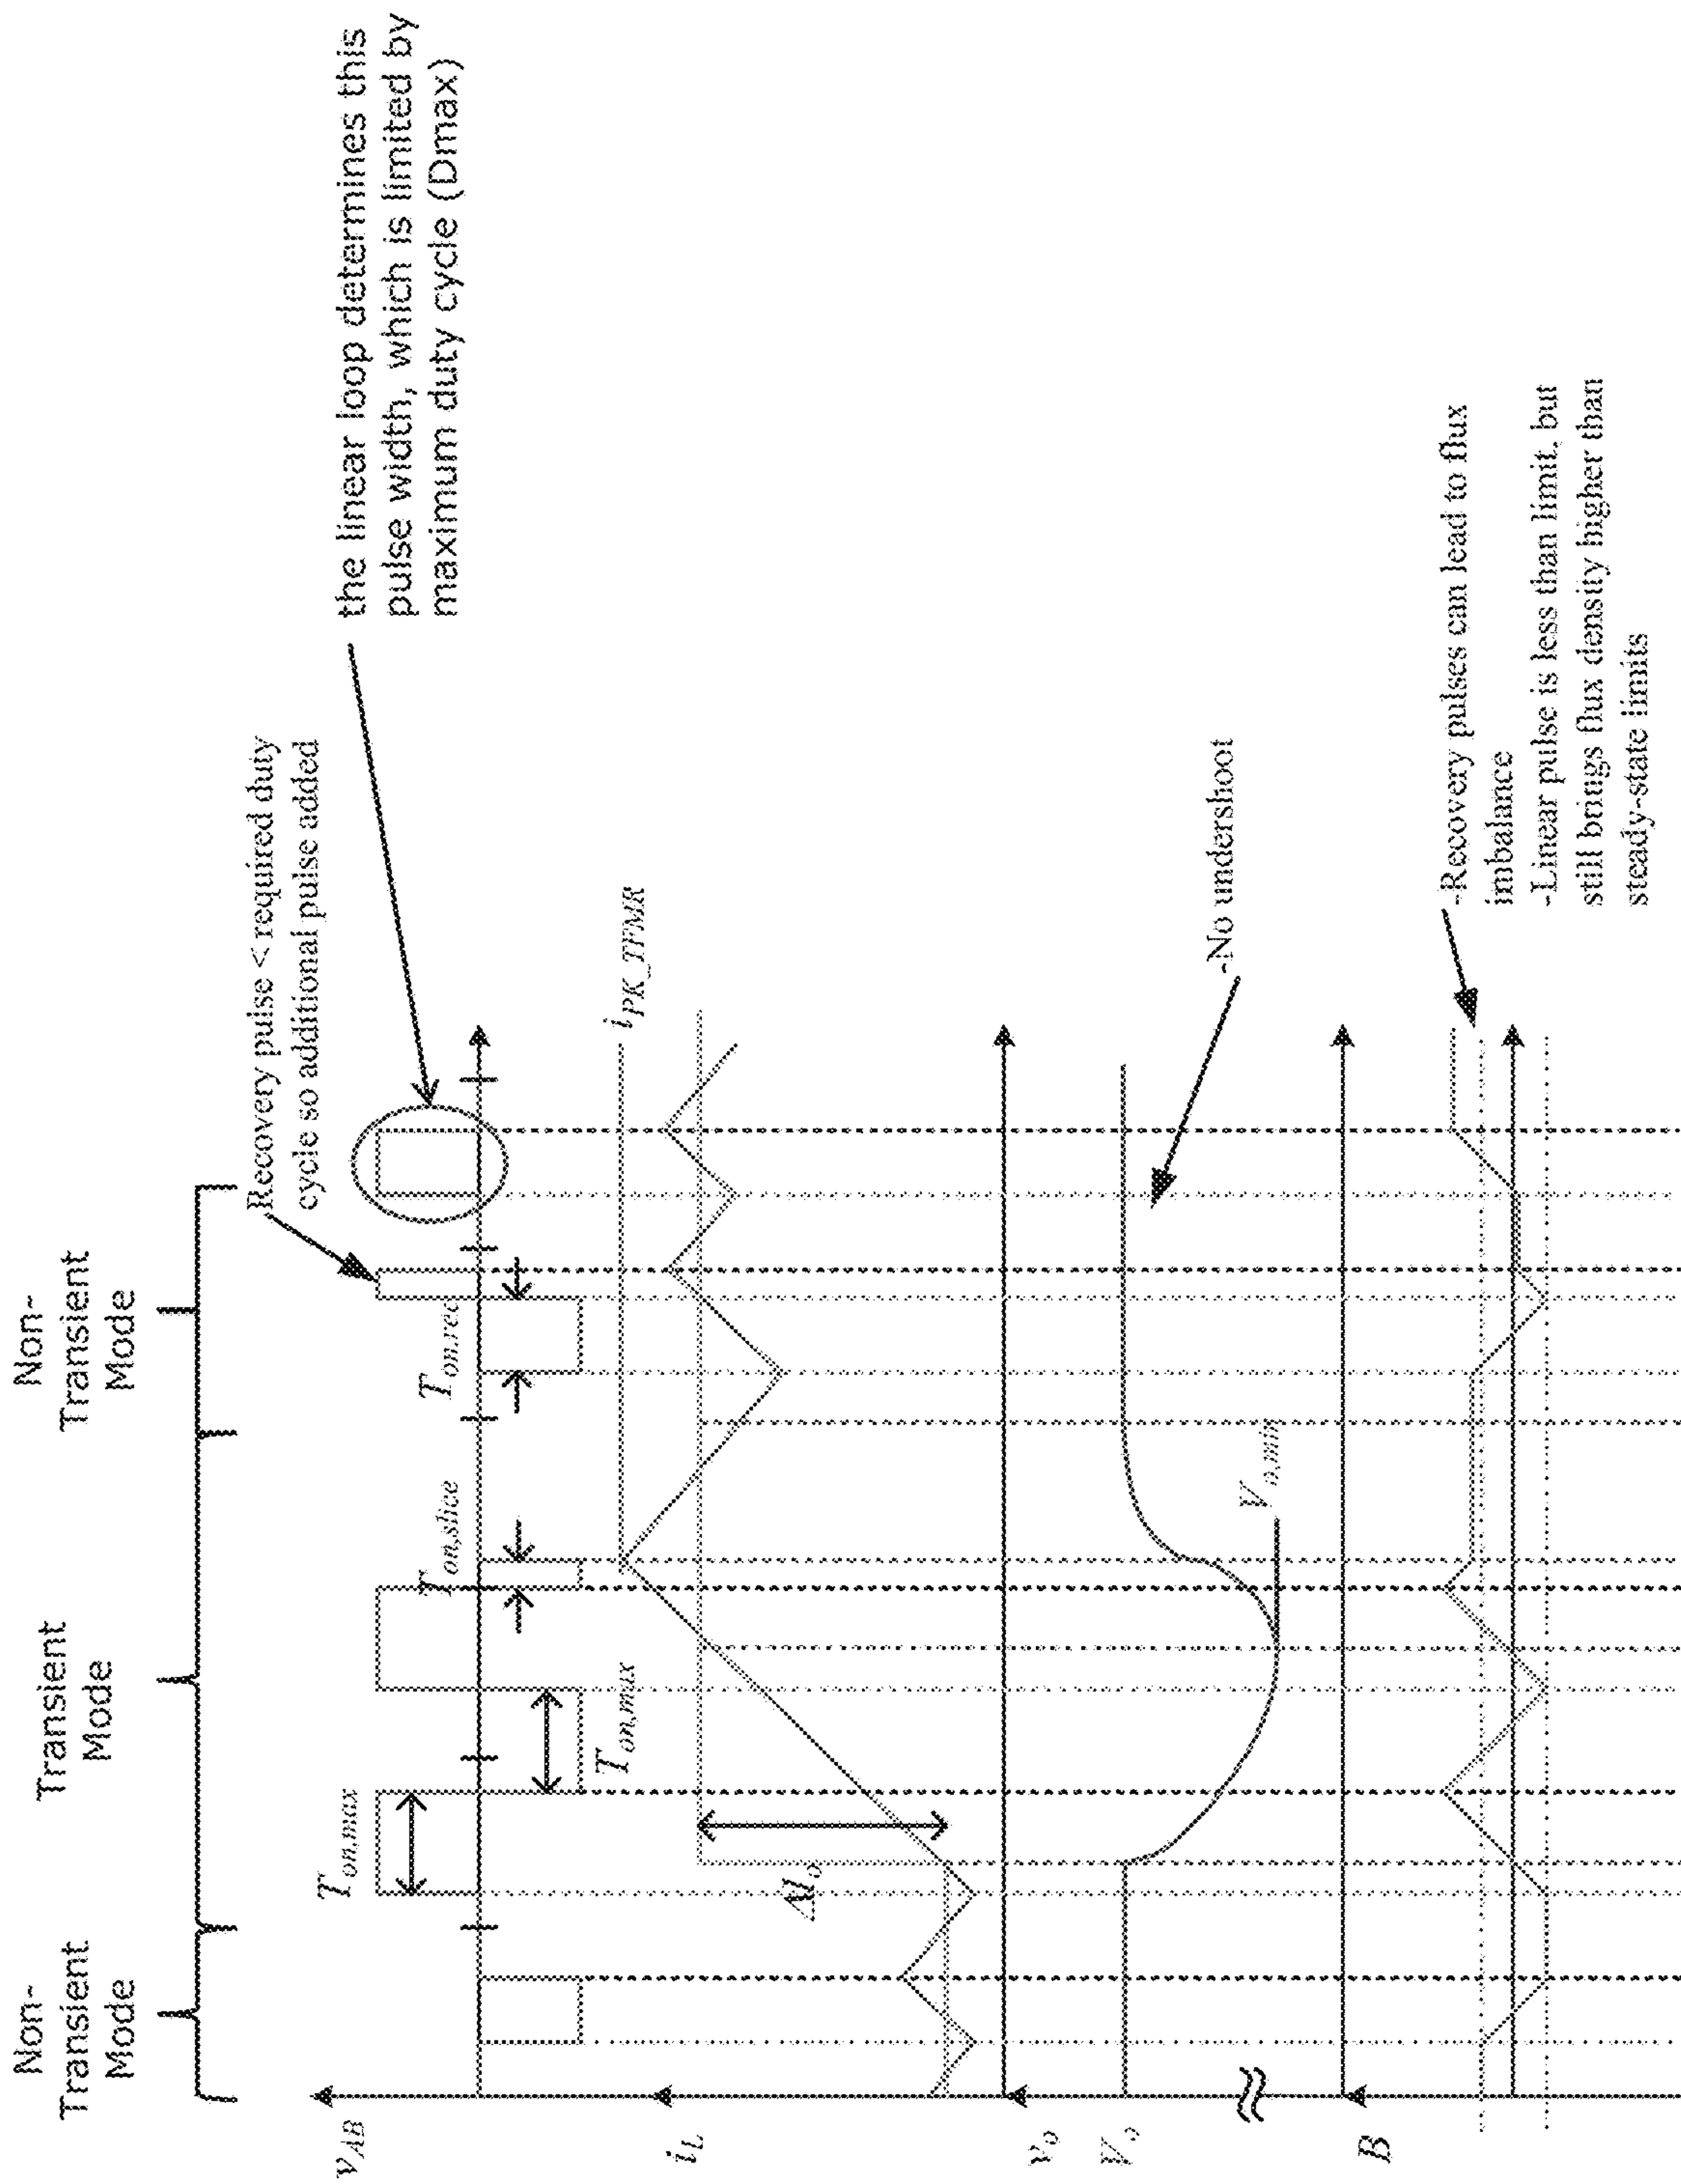 Non-
Transient
Mode
Transient
Mode
Non-
Transient
Mode
Recovery pulse < required duty
cycle so additional pulse added
the linear loop determines this
pulse width, which is limited by
maximum duty cycle (Dmax)
v_AB
T_on,max
T_on,max
T_on,slice
T_on,rec
i_L
ΔI_o
i_PK_TFMR
v_o
V_o
V_o,min
-No undershoot
B
-Recovery pulses can lead to flux
imbalance
-Linear pulse is less than limit, but
still brings flux density higher than
steady-state limits